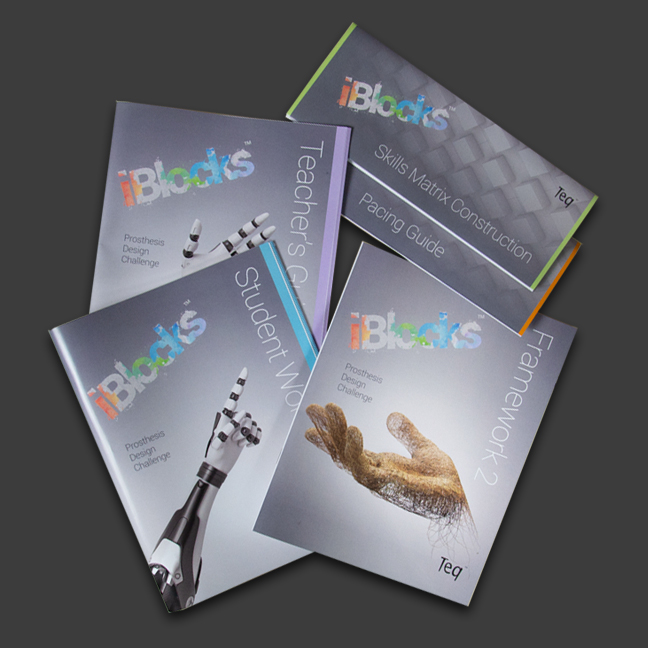 iBlocks™
Skills Matrix Construction
Teq
Pacing Guide
iBlocks™
Teacher's
Prosthesis
Design
Challenge
iBlocks™
Student
Prosthesis
Design
Challenge
iBlocks™
Framework 2
Prosthesis
Design
Challenge
Teq